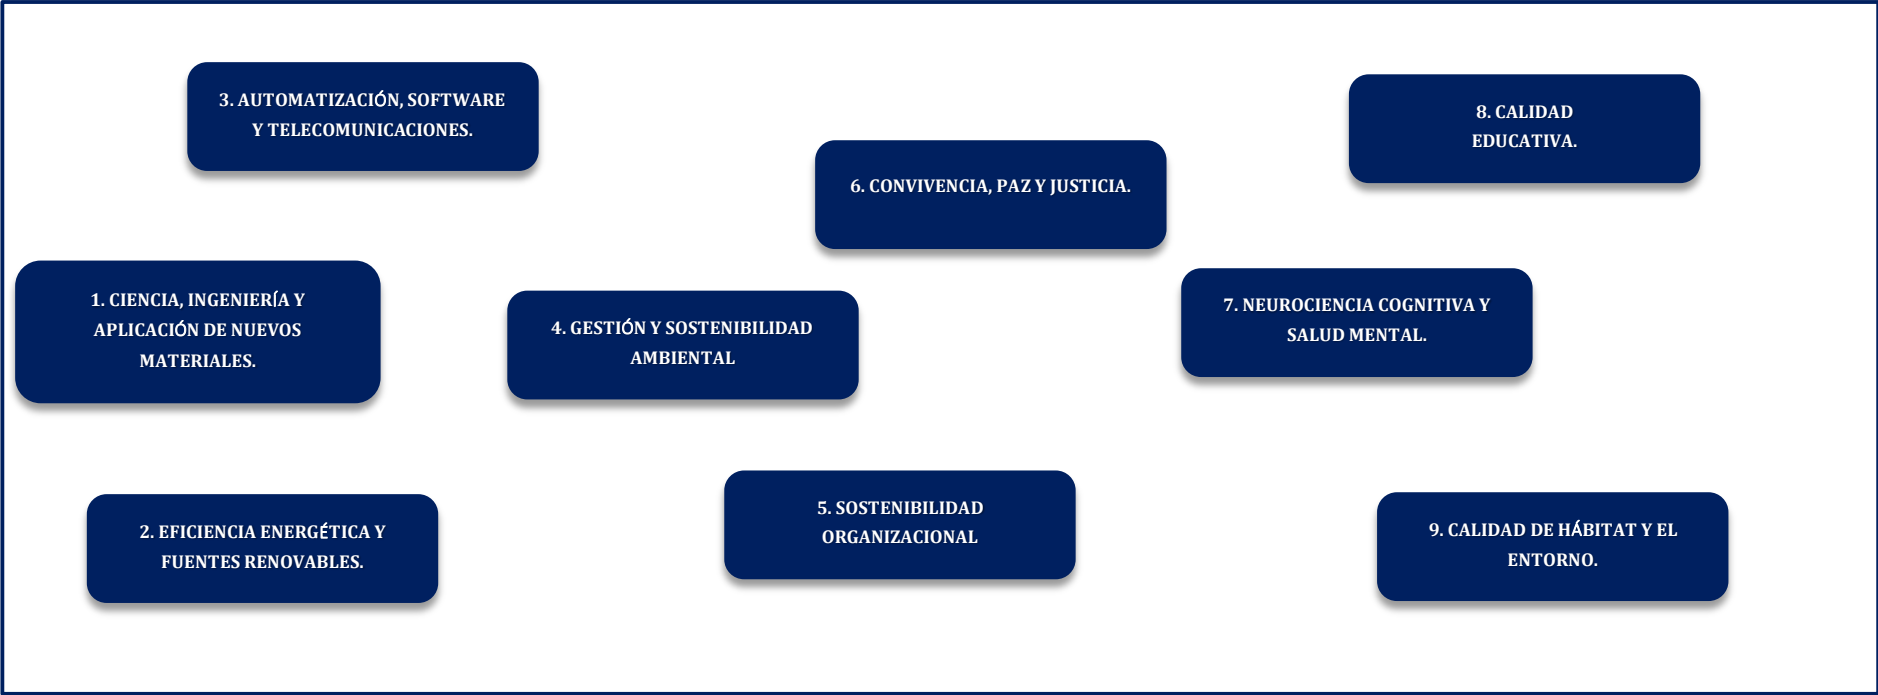 3. AUTOMATIZACIÓN, SOFTWARE
Y TELECOMUNICACIONES.
8. CALIDAD
EDUCATIVA.
6. CONVIVENCIA, PAZ Y JUSTICIA.
1. CIENCIA, INGENIERÍA Y
APLICACIÓN DE NUEVOS
MATERIALES.
4. GESTIÓN Y SOSTENIBILIDAD
AMBIENTAL
7. NEUROCIENCIA COGNITIVA Y
SALUD MENTAL.
2. EFICIENCIA ENERGÉTICA Y
FUENTES RENOVABLES.
5. SOSTENIBILIDAD
ORGANIZACIONAL
9. CALIDAD DE HÁBITAT Y EL
ENTORNO.